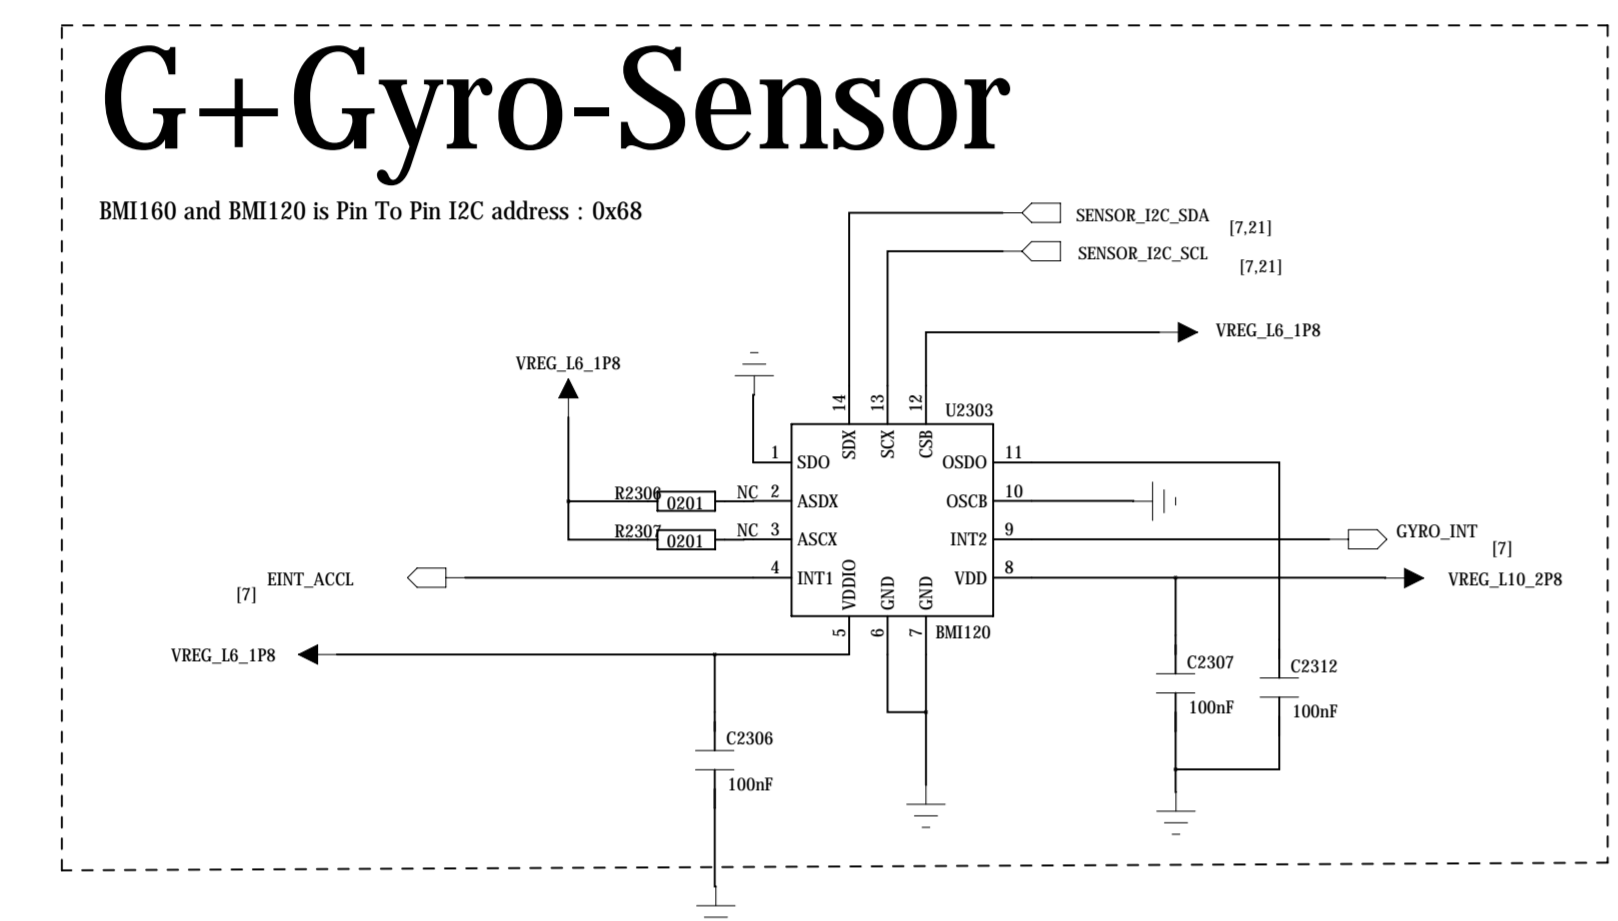 G+Gyro-Sensor
BMI160 and BMI120 is Pin To Pin I2C address : 0x68
SENSOR_I2C_SDA
[7,21]
SENSOR_I2C_SCL
[7,21]
VREG_L6_1P8
VREG_L6_1P8
14
13
12
U2303
SDX
SCX
CSB
1
SDO
OSDO
11
R2306
0201
NC
2
ASDX
OSCB
10
R2307
0201
NC
3
ASCX
INT2
9
GYRO_INT
[7]
EINT_ACCL
[7]
4
INT1
VDDIO
GND
GND
VDD
8
VREG_L10_2P8
5
6
7
BMI120
VREG_L6_1P8
C2307
100nF
C2312
100nF
C2306
100nF